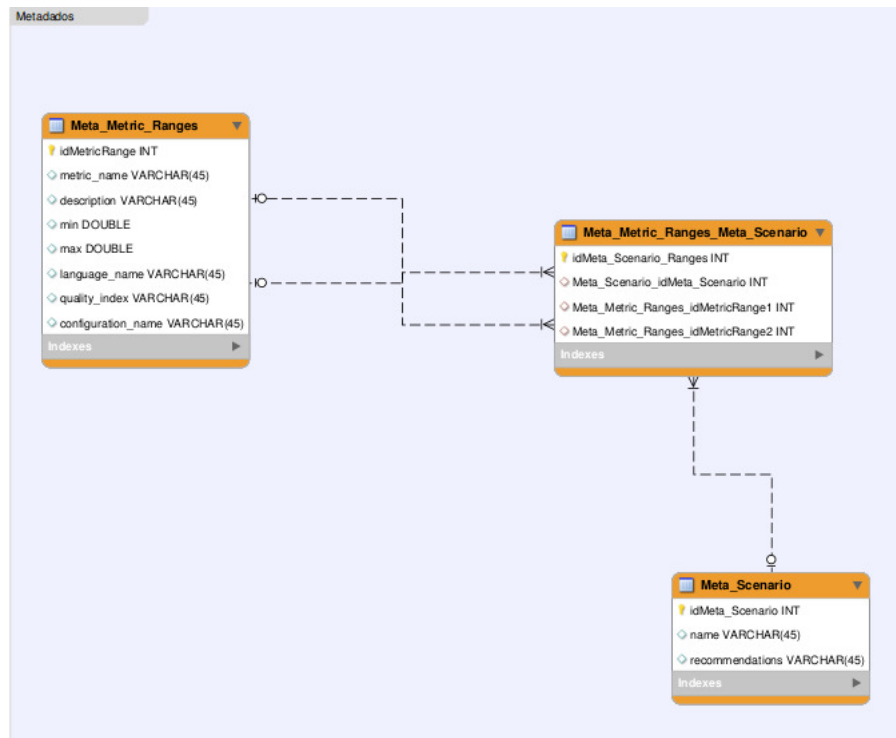 Metadados
Meta_Metric_Ranges
idMetricRange INT
metric_name VARCHAR(45)
description VARCHAR(45)
min DOUBLE
max DOUBLE
language_name VARCHAR(45)
quality_index VARCHAR(45)
configuration_name VARCHAR(45)
Indexes
Meta_Metric_Ranges_Meta_Scenario
idMeta_Scenario_Ranges INT
Meta_Scenario_idMeta_Scenario INT
Meta_Metric_Ranges_idMetricRange1 INT
Meta_Metric_Ranges_idMetricRange2 INT
Indexes
Meta_Scenario
idMeta_Scenario INT
name VARCHAR(45)
recommendations VARCHAR(45)
Indexes